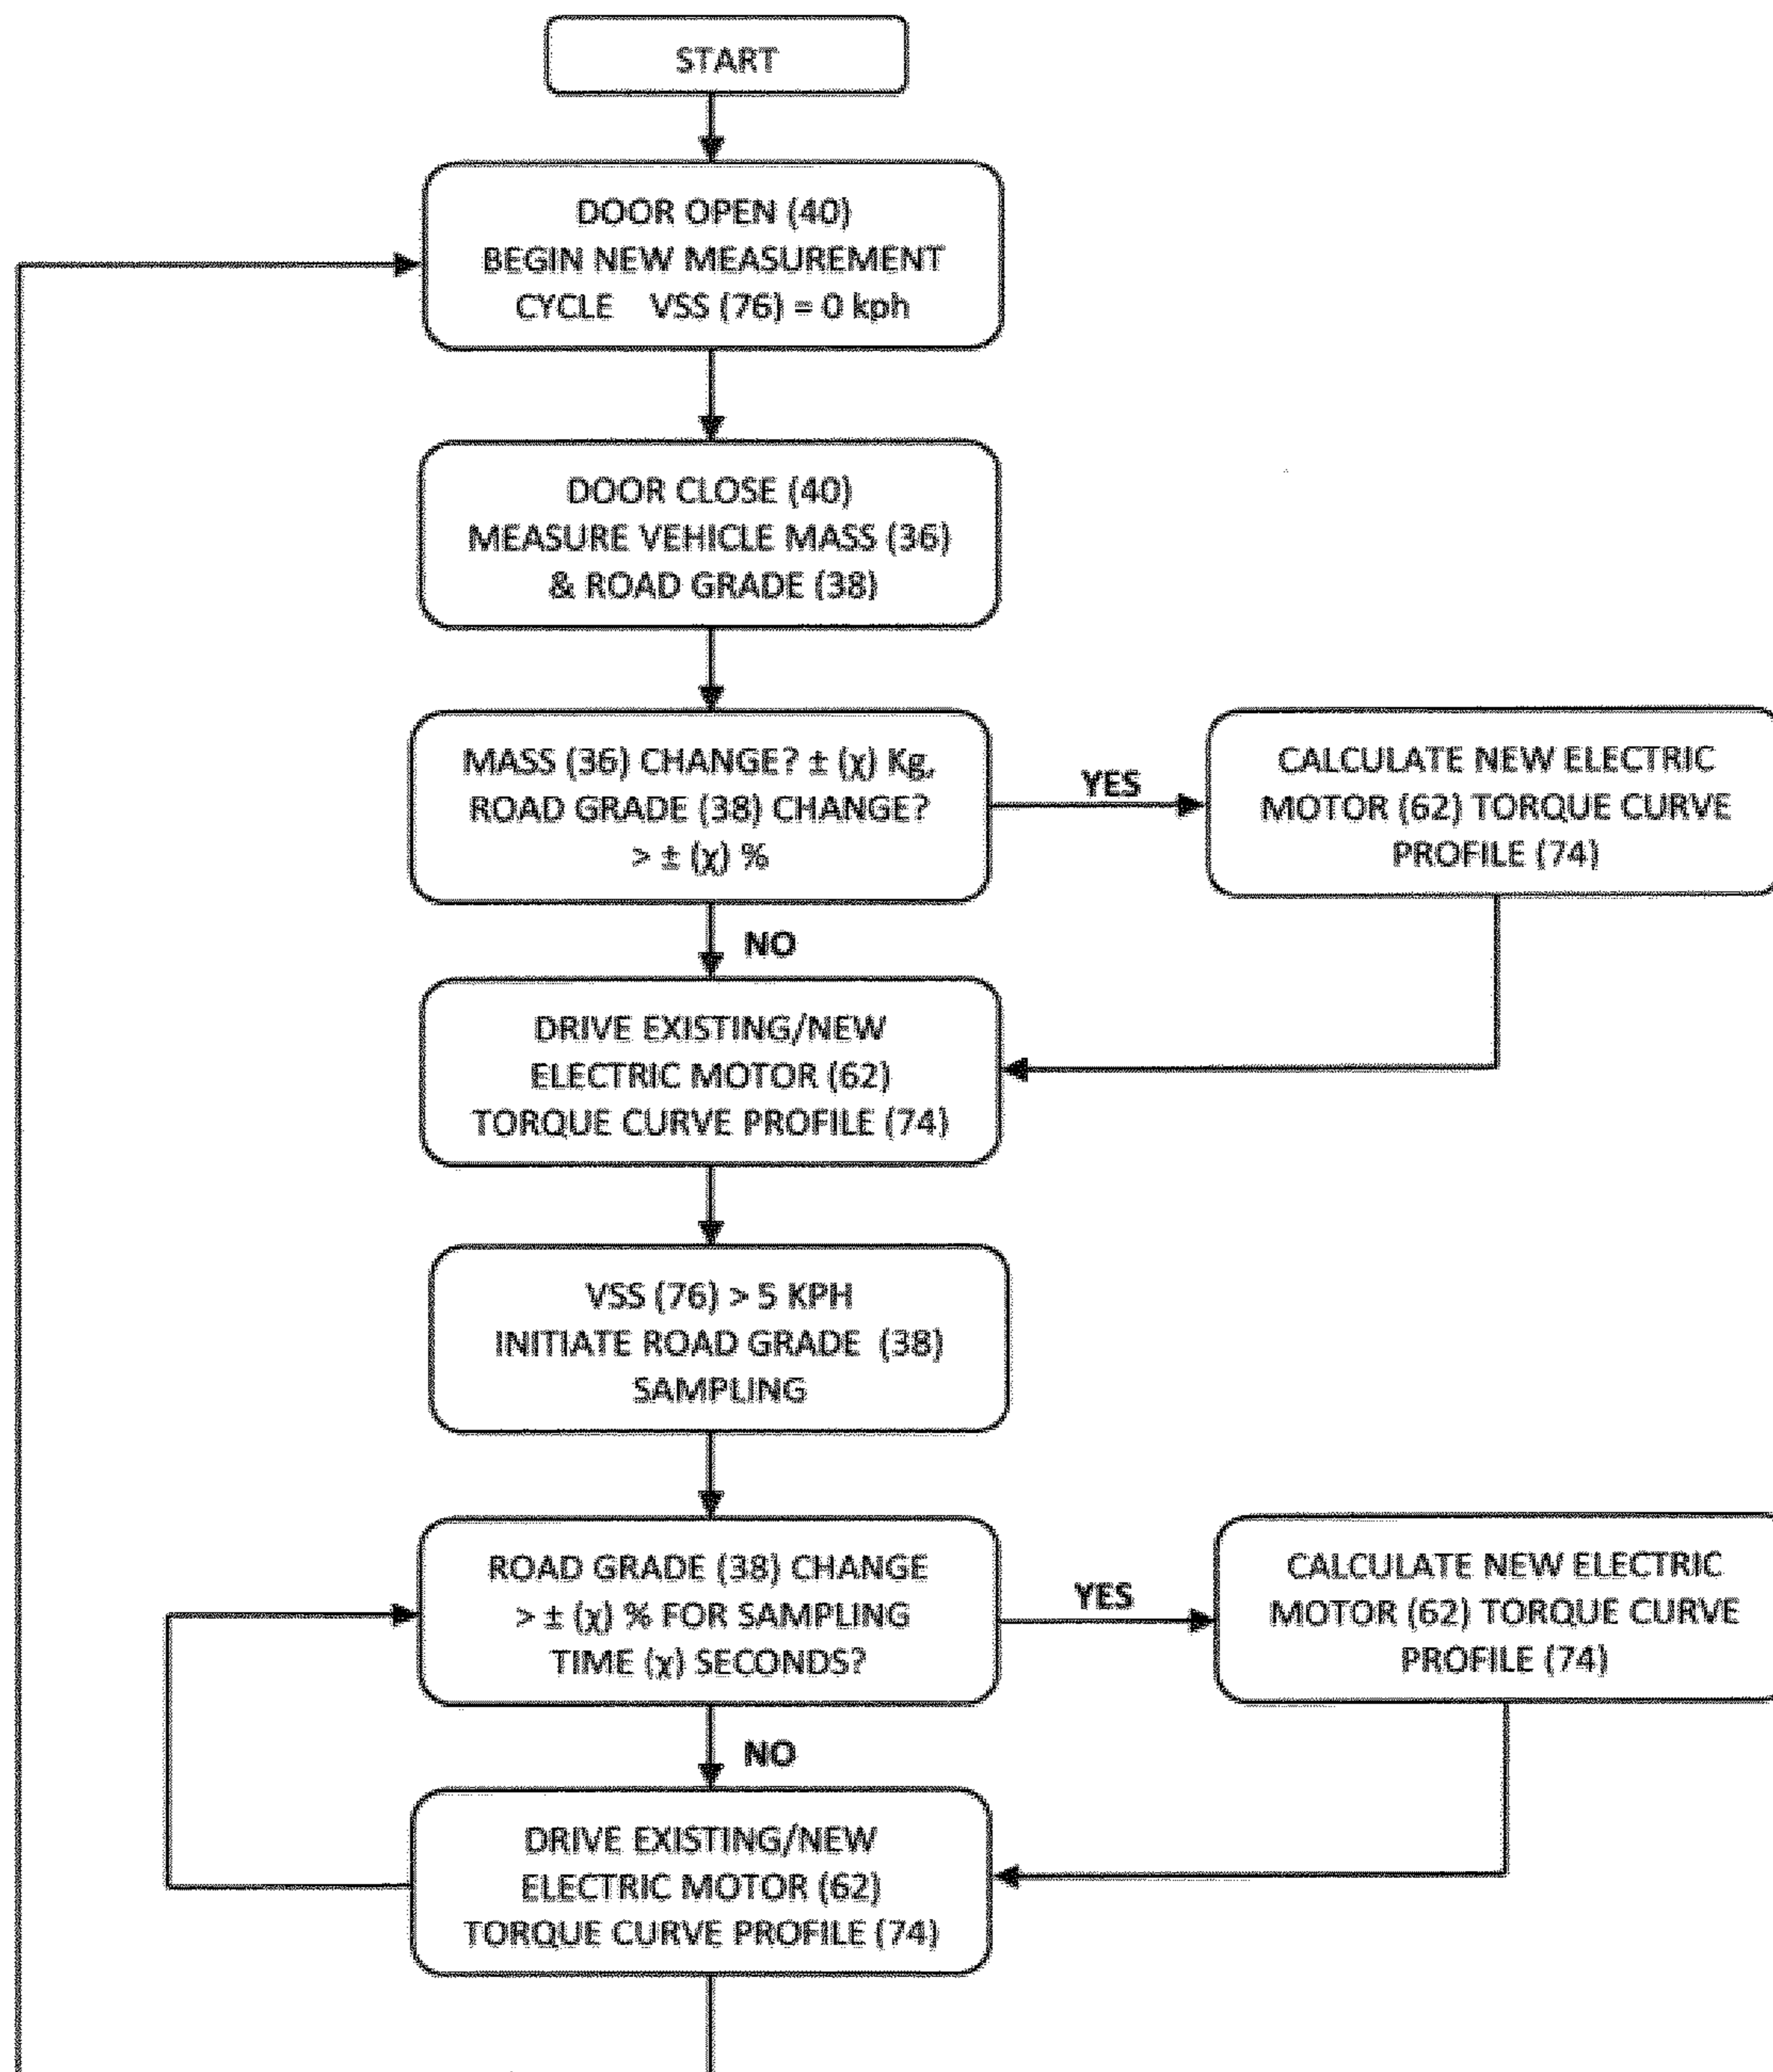 START
DOOR OPEN (40)
BEGIN NEW MEASUREMENT
CYCLE VSS (76) = 0 kph
DOOR CLOSE (40)
MEASURE VEHICLE MASS (36)
& ROAD GRADE (38)
MASS (36) CHANGE? ± (χ) Kg,
ROAD GRADE (38) CHANGE?
> ± (χ) %
YES
CALCULATE NEW ELECTRIC
MOTOR (62) TORQUE CURVE
PROFILE (74)
NO
DRIVE EXISTING/NEW
ELECTRIC MOTOR (62)
TORQUE CURVE PROFILE (74)
VSS (76) > 5 KPH
INITIATE ROAD GRADE (38)
SAMPLING
ROAD GRADE (38) CHANGE
> ± (χ) % FOR SAMPLING
TIME (χ) SECONDS?
YES
CALCULATE NEW ELECTRIC
MOTOR (62) TORQUE CURVE
PROFILE (74)
NO
DRIVE EXISTING/NEW
ELECTRIC MOTOR (62)
TORQUE CURVE PROFILE (74)